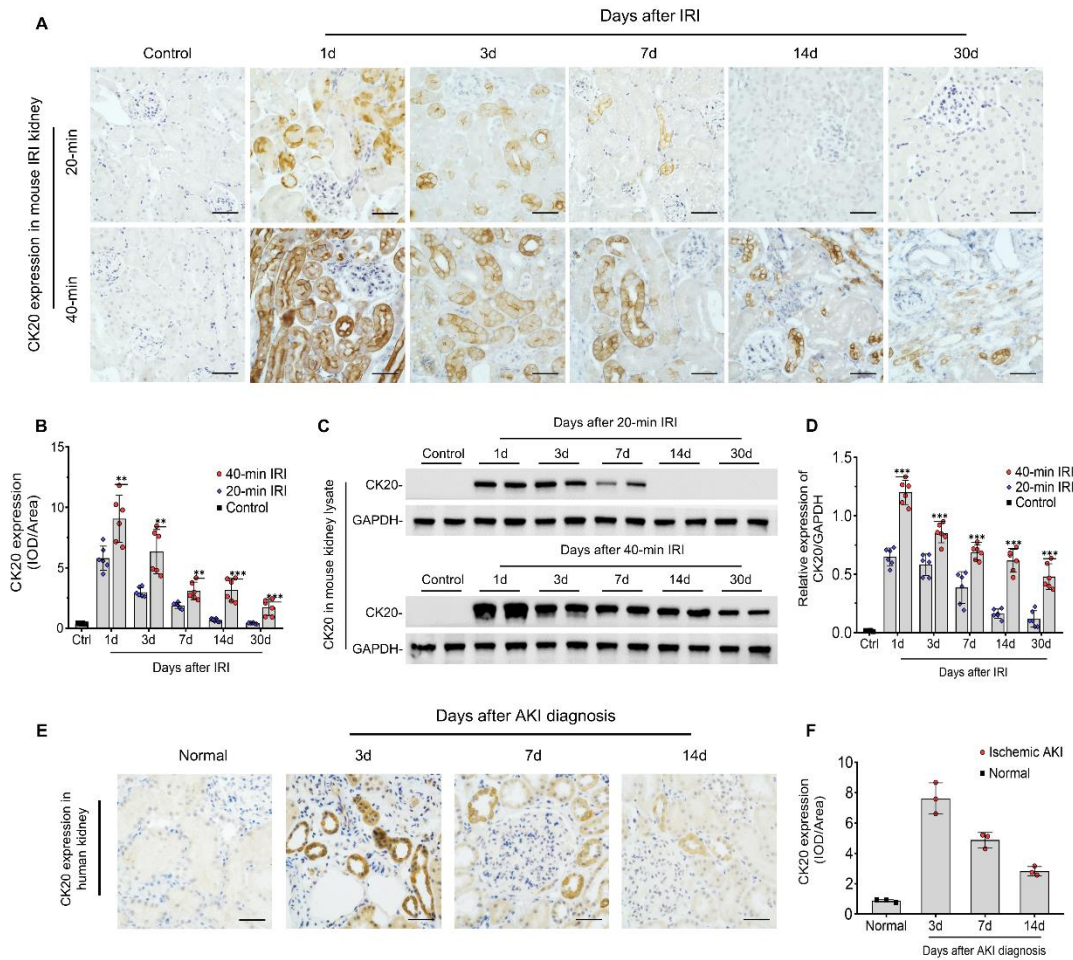 A
Days after IRI
Control 1d 3d 7d 14d 30d
CK20 expression in mouse IRI kidney
20-min
40-min
B
CK20 expression
(IOD/Area)
15
10
5
0
** ** ** *** ***
40-min IRI
20-min IRI
Control
Ctrl 1d 3d 7d 14d 30d
Days after IRI
C
Days after 20-min IRI
Control 1d 3d 7d 14d 30d
CK20-
GAPDH-
Days after 40-min IRI
Control 1d 3d 7d 14d 30d
CK20-
GAPDH-
CK20 in mouse kidney lysate
D
Relative expression of
CK20/GAPDH
1.5
1.0
0.5
0.0
*** *** *** *** ***
40-min IRI
20-min IRI
Control
Ctrl 1d 3d 7d 14d 30d
Days after IRI
E
Days after AKI diagnosis
Normal 3d 7d 14d
CK20 expression in
human kidney
F
CK20 expression
(IOD/Area)
10
8
6
4
2
0
Ischemic AKI
Normal
Normal 3d 7d 14d
Days after AKI diagnosis